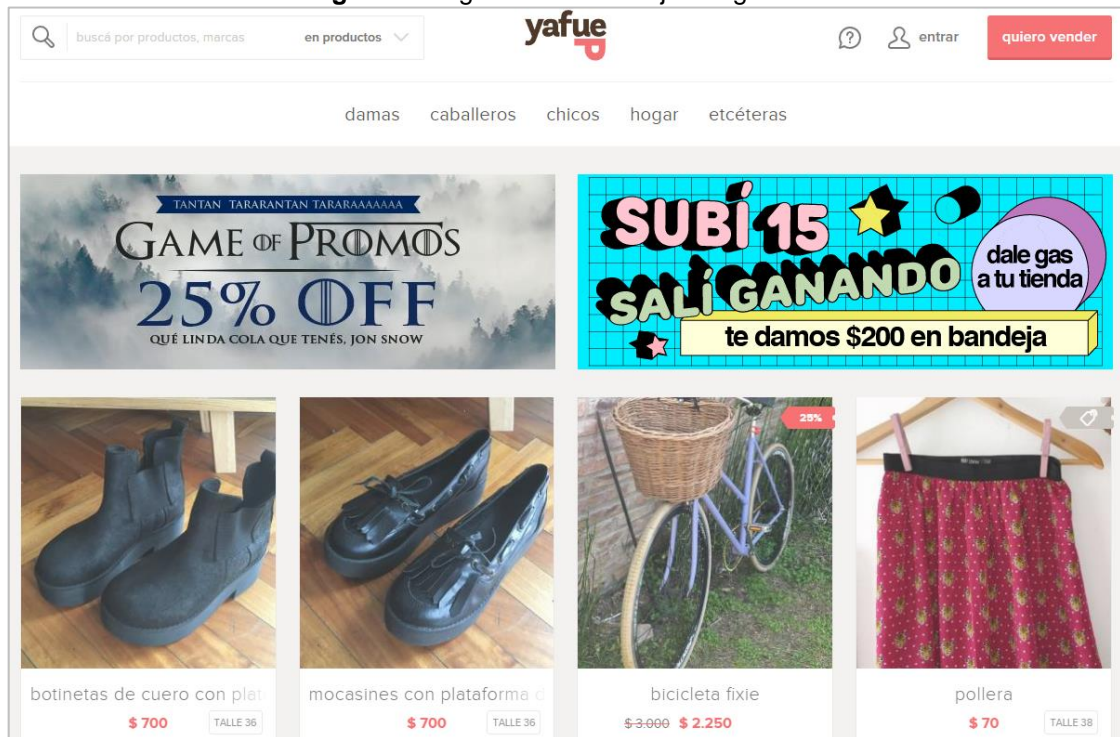 buscá por productos, marcas en productos
yafue
entrar
quiero vender
damas caballeros chicos hogar etcéteras
TANTAN TARARANTAN TARARAAAAAA
GAME OF PROMOS
25% OFF
QUÉ LINDA COLA QUE TENÉS, JON SNOW
SUBÍ 15
SALÍ GANANDO
dale gas
a tu tienda
te damos $200 en bandeja
25%
botinetas de cuero con plat
$ 700 TALLE 36
mocasines con plataforma d
$ 700 TALLE 36
bicicleta fixie
$ 3.000 $ 2.250
pollera
$ 70 TALLE 38